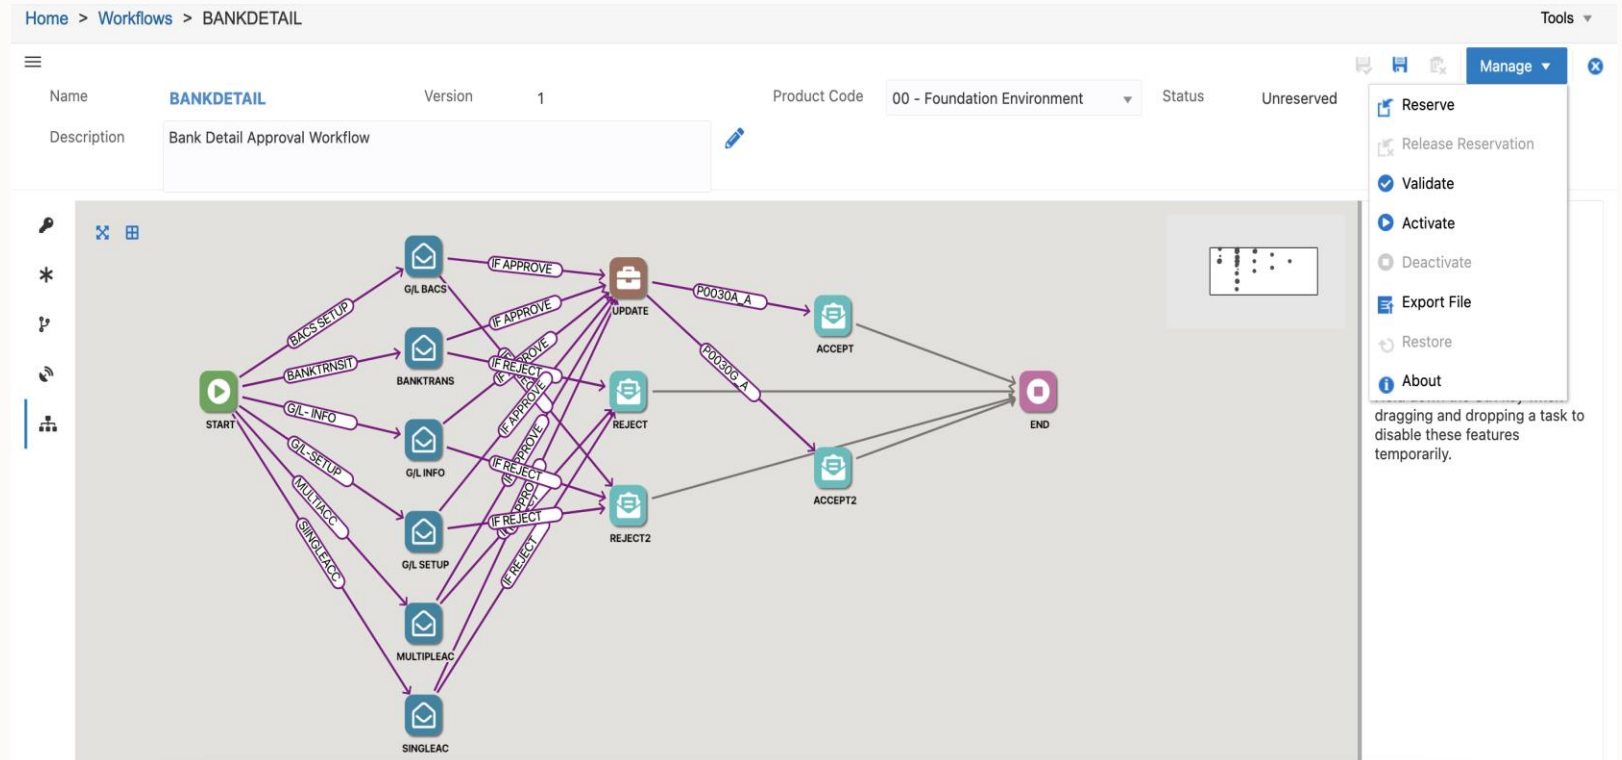 Home > Workflows > BANKDETAIL
Tools
Manage
Name
BANKDETAIL
Version
1
Product Code
00 - Foundation Environment
Status
Unreserved
Description
Bank Detail Approval Workflow
Reserve
Release Reservation
Validate
Activate
Deactivate
Export File
Restore
About
dragging and dropping a task to
disable these features
temporarily.
G/L BACS
IF APPROVE
UPDATE
P0030A_A
ACCEPT
BACS SETUP
IF APPROVE
BANKTRNSIT
BANKTRANS
IF REJECT
P0030G_A
START
REJECT
END
G/L- INFO
IF APPROVE
G/L INFO
G/L-SETUP
IF REJECT
ACCEPT2
MULTIACC
IF REJECT
REJECT2
SIINGLEACC
G/L SETUP
IF REJECT
MULTIPLEAC
SINGLEAC